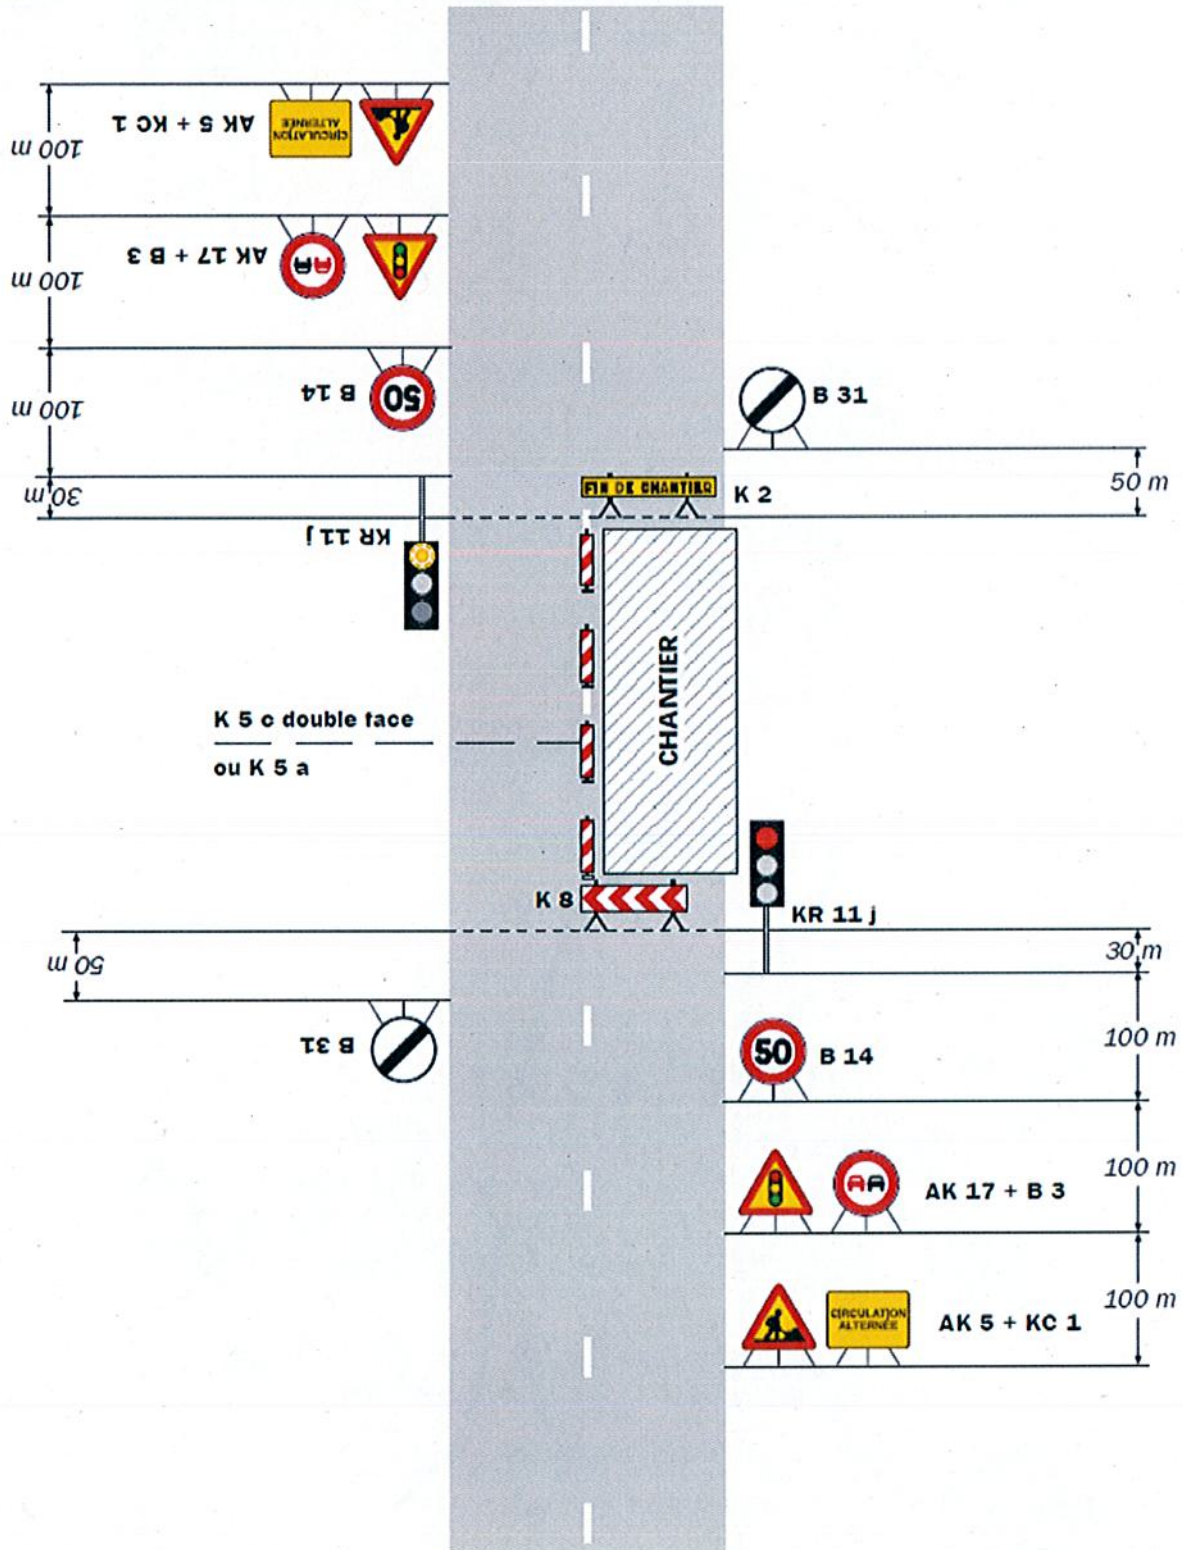 AK 5 + KC 1
CIRCULATION
ALTERNÉE
100 m
AK 17 + B 3
100 m
B 14
50
100 m
B 31
50 m
30 m
FIN DE CHANTIER
K 2
KR 11 j
CHANTIER
K 5 c double face
ou K 5 a
K 8
KR 11 j
30 m
50 m
B 31
50
B 14
100 m
AK 17 + B 3
100 m
CIRCULATION
ALTERNÉE
AK 5 + KC 1
100 m